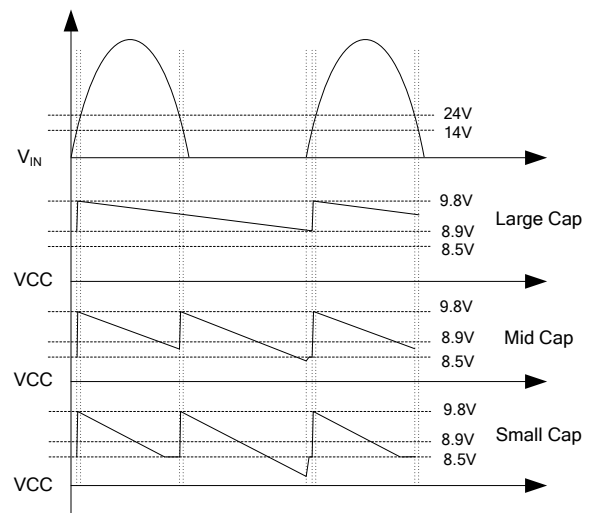 24V
14V
V_IN
9.8V
Large Cap
8.9V
8.5V
VCC
9.8V
Mid Cap
8.9V
8.5V
VCC
9.8V
Small Cap
8.9V
8.5V
VCC